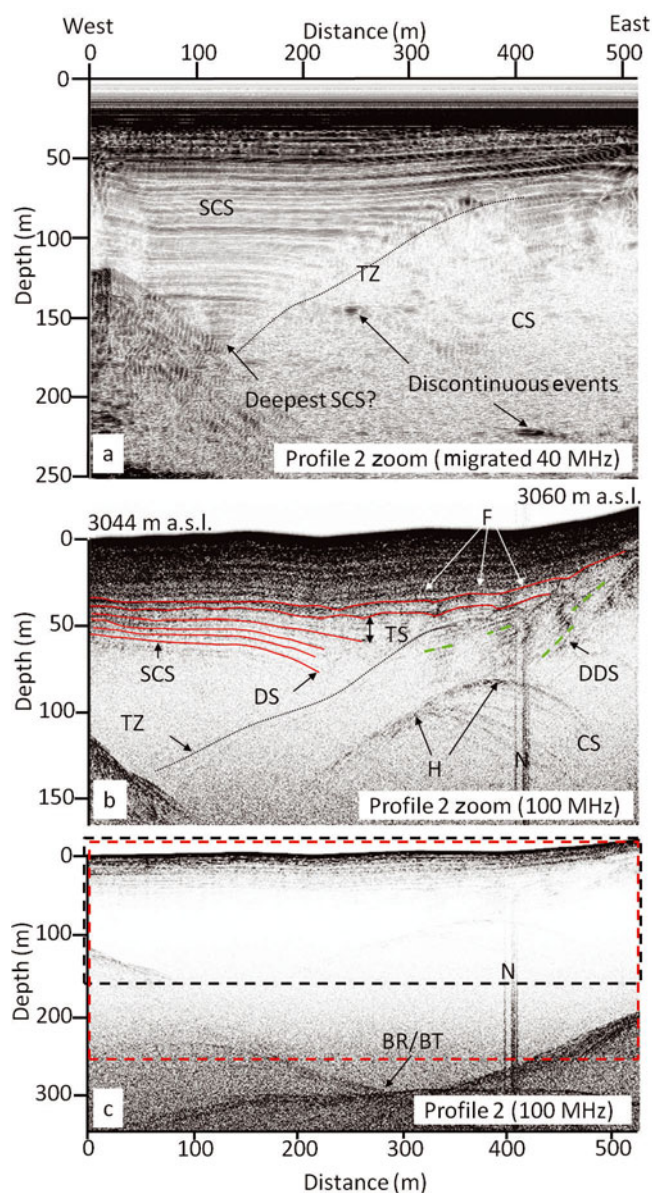 West
Distance (m)
East
0 100 200 300 400 500
Depth (m)
0
50
100
150
200
250
SCS
TZ
CS
Deepest SCS?
Discontinuous events
a
Profile 2 zoom (migrated 40 MHz)
3044 m a.s.l.
F
3060 m a.s.l.
Depth (m)
0
50
100
150
TS
SCS
DS
DDS
TZ
CS
H
N
b
Profile 2 zoom (100 MHz)
Depth (m)
0
100
200
300
N
BR/BT
c
Profile 2 (100 MHz)
0 100 200 300 400 500
Distance (m)